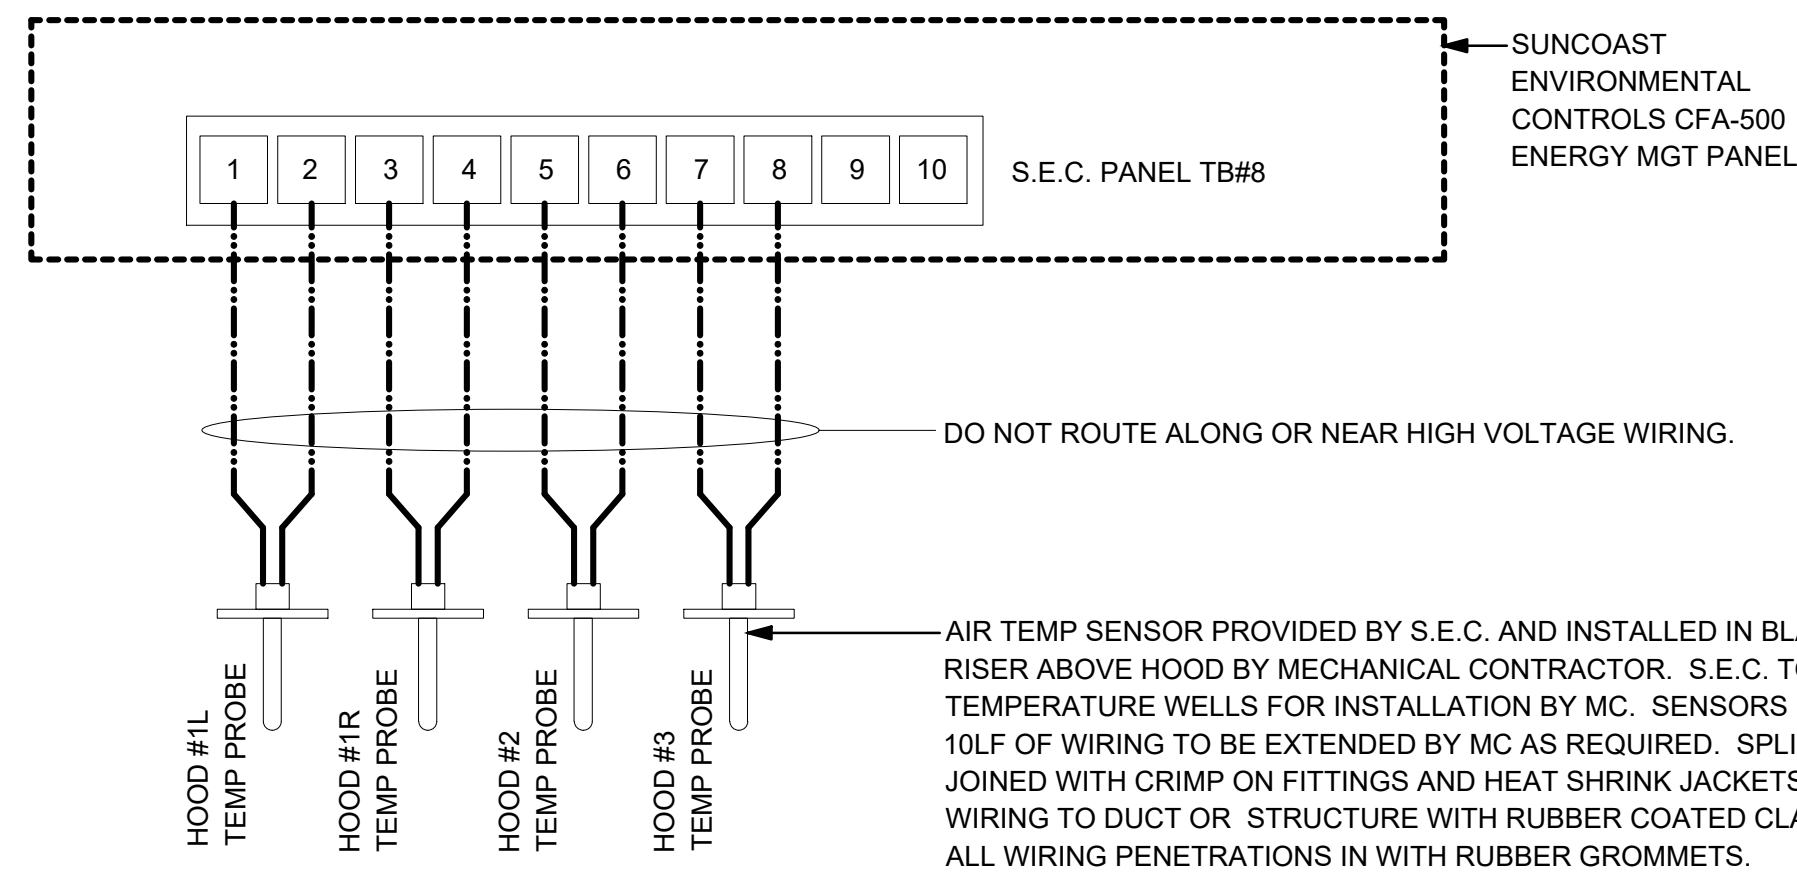 SUNCOAST
ENVIRONMENTAL
CONTROLS CFA-500
ENERGY MGT PANEL
1 2 3 4 5 6 7 8 9 10
S.E.C. PANEL TB#8
DO NOT ROUTE ALONG OR NEAR HIGH VOLTAGE WIRING.
AIR TEMP SENSOR PROVIDED BY S.E.C. AND INSTALLED IN
RISER ABOVE HOOD BY MECHANICAL CONTRACTOR. S.E.C.
TEMPERATURE WELLS FOR INSTALLATION BY MC. SENSORS
10LF OF WIRING TO BE EXTENDED BY MC AS REQUIRED.
JOINED WITH CRIMP ON FITTINGS AND HEAT SHRINK JACKETS
WIRING TO DUCT OR STRUCTURE WITH RUBBER COATED
ALL WIRING PENETRATIONS IN WITH RUBBER GROMMETS.
HOOD #1L
TEMP PROBE
HOOD #1R
TEMP PROBE
HOOD #2
TEMP PROBE
HOOD #3
TEMP PROBE